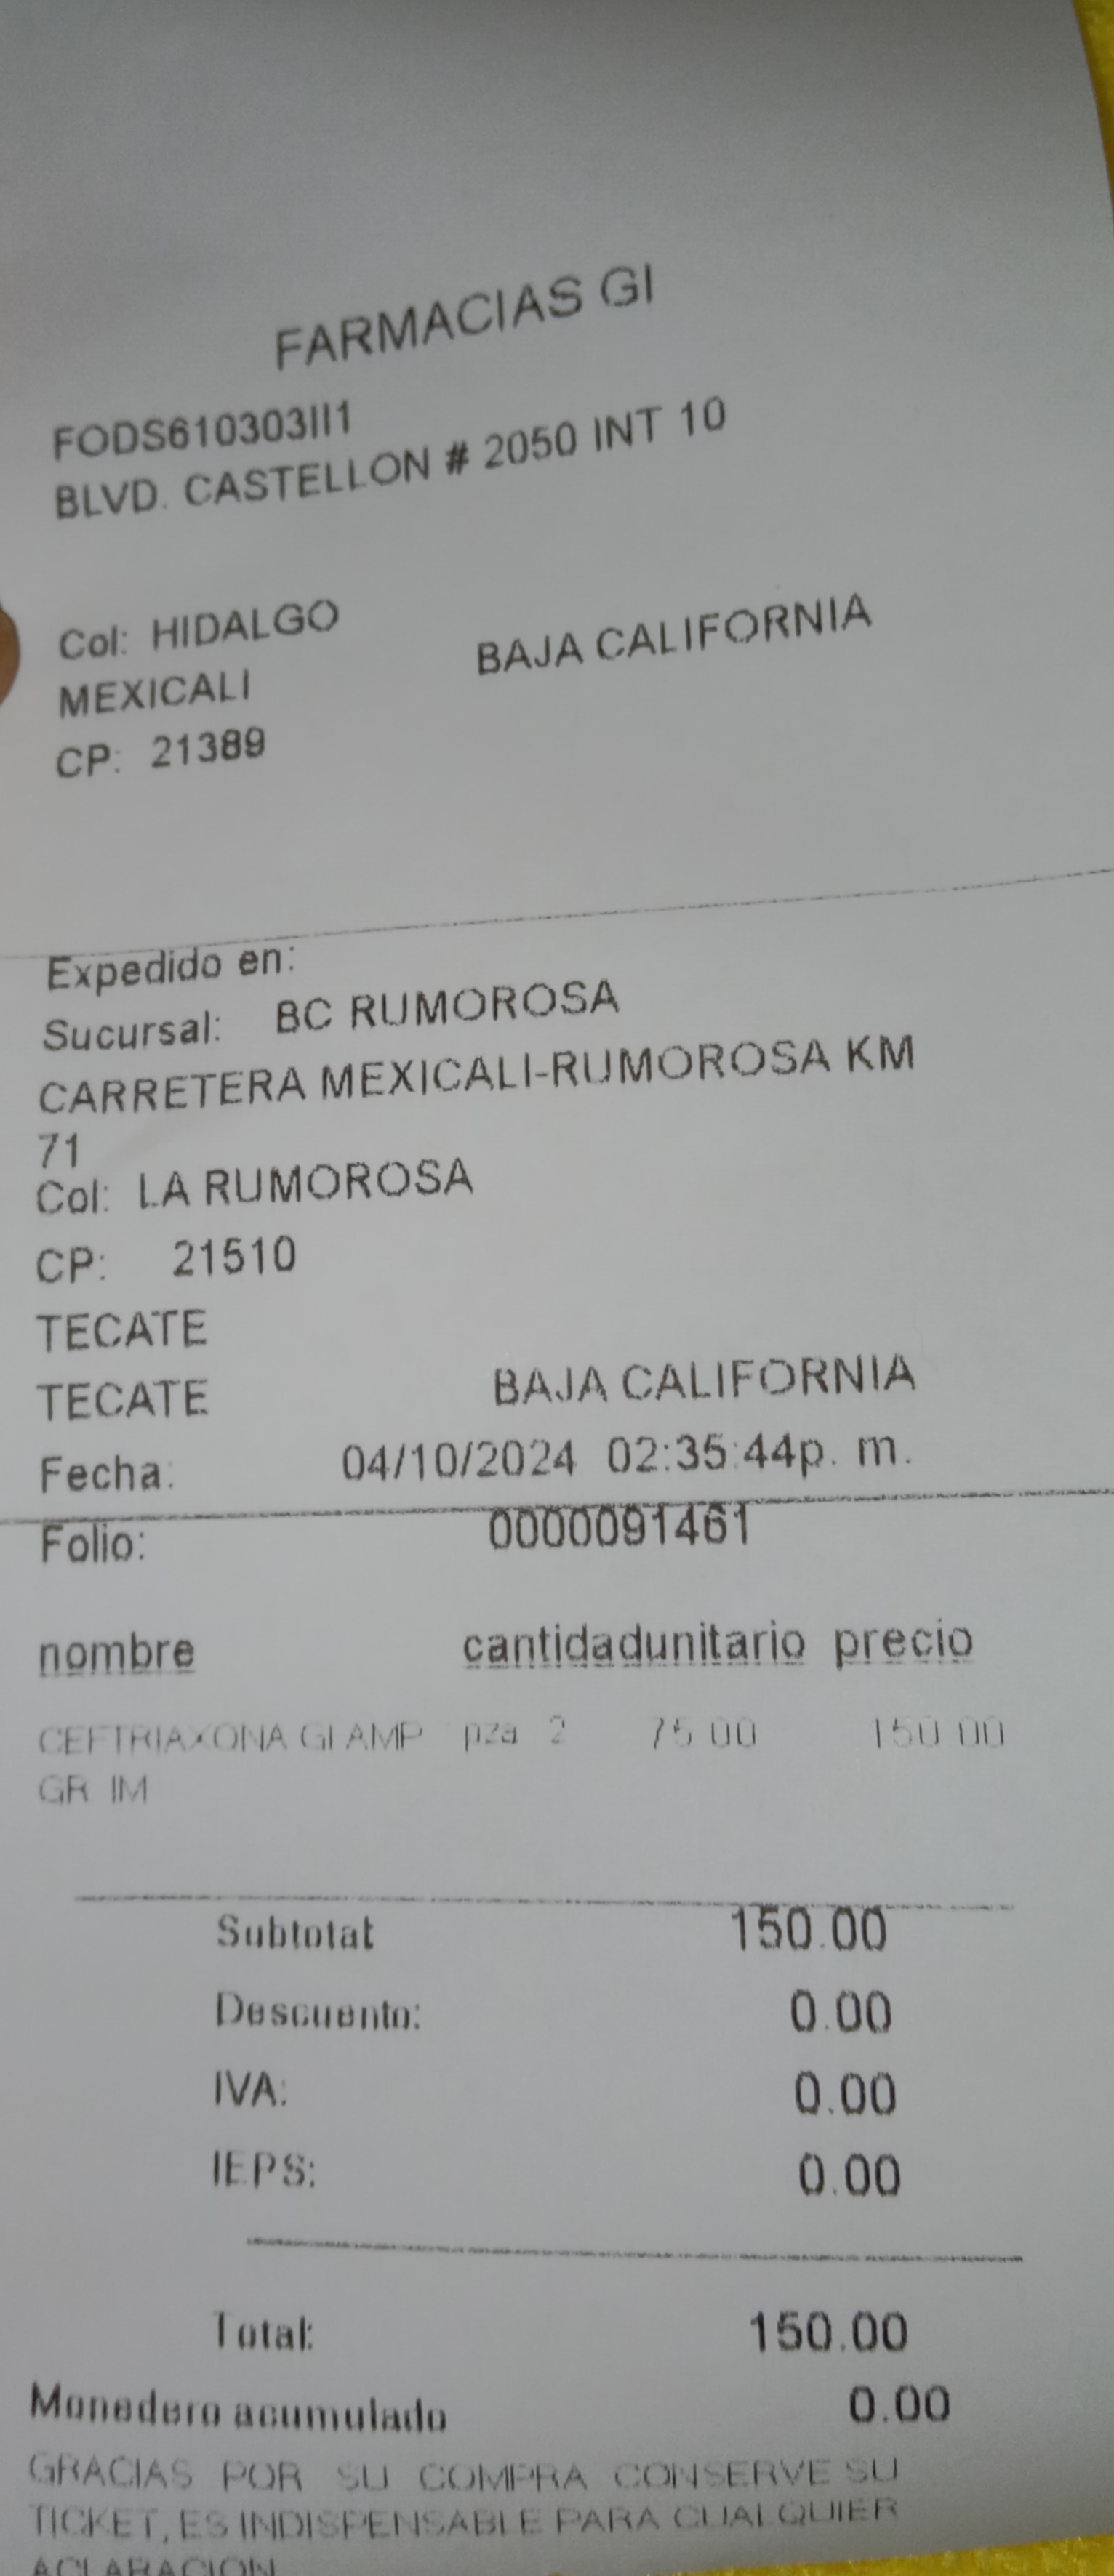 FARMACIAS GI
FODS610303II1
BLVD. CASTELLON # 2050 INT 10
Col: HIDALGO
MEXICALI BAJA CALIFORNIA
CP: 21389
Expedido en:
Sucursal: BC RUMOROSA
CARRETERA MEXICALI-RUMOROSA KM
71
Col: LA RUMOROSA
CP: 21510
TECATE
TECATE BAJA CALIFORNIA
Fecha: 04/10/2024 02:35:44p. m.
Folio: 0000091461
nombre cantidadunitario precio
CEFTRIAXONA GI AMP pza 2 75.00 150.00
GR IM
Subtotal 150.00
Descuento: 0.00
IVA: 0.00
IEPS: 0.00
Total: 150.00
Monedero acumulado 0.00
GRACIAS POR SU COMPRA CONSERVE SU
TICKET, ES INDISPENSABLE PARA CUALQUIER
ACLARACION